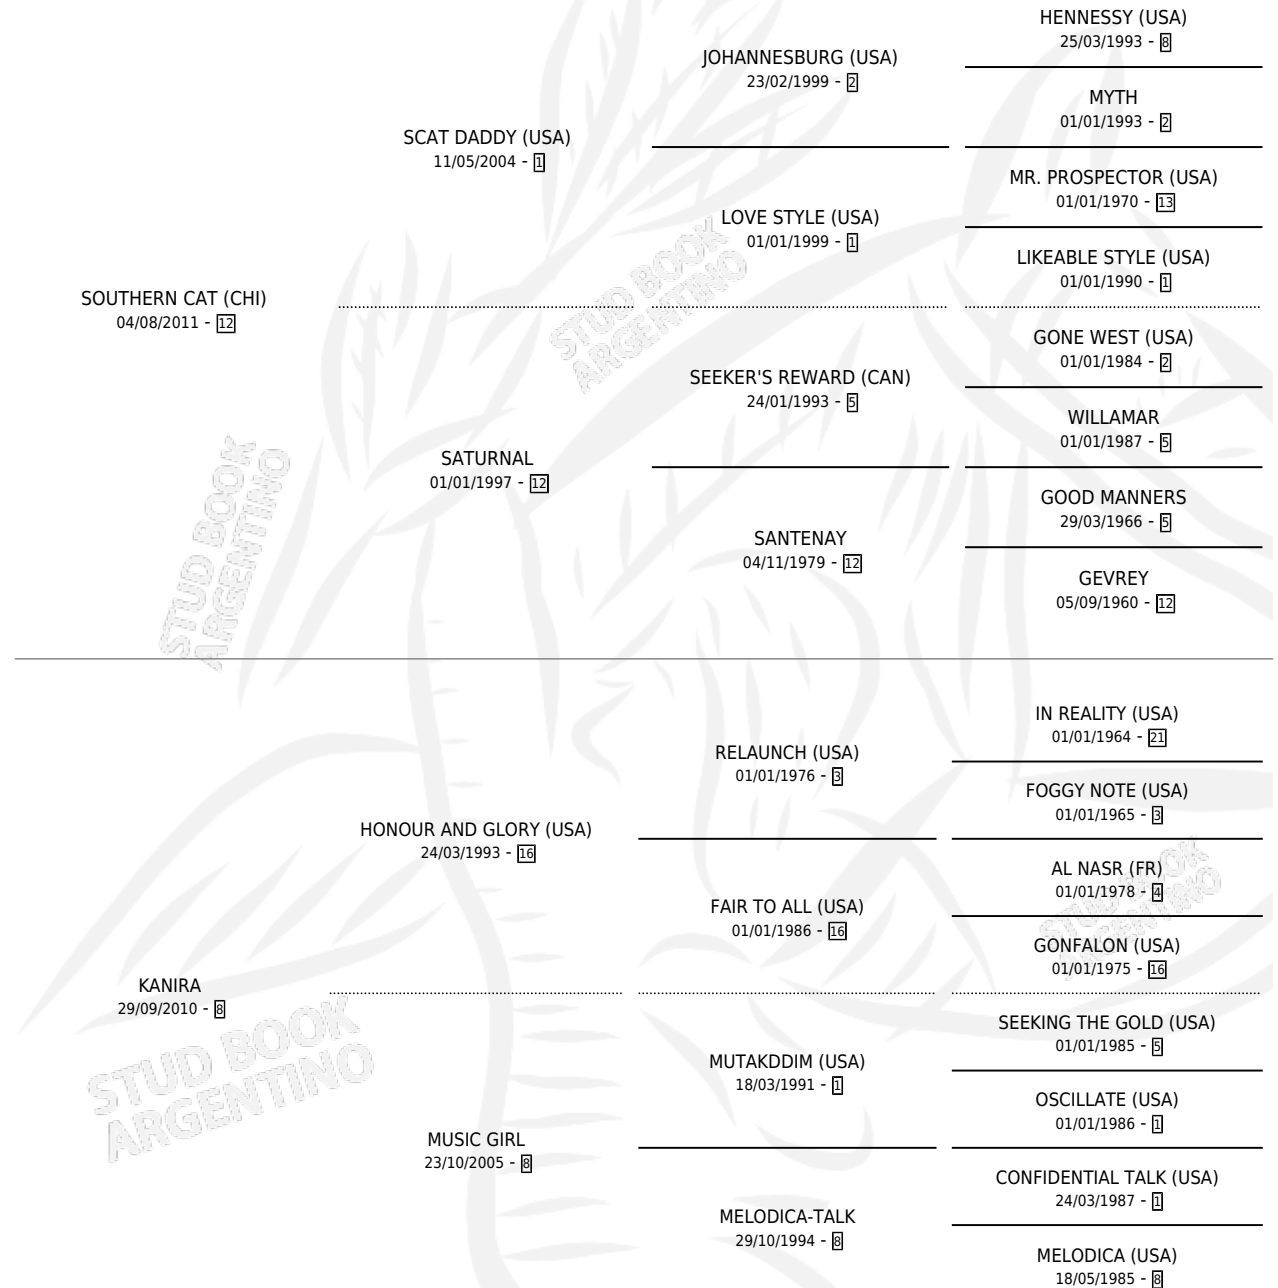 HENNESSY (USA)
25/03/1993 - 8
JOHANNESBURG (USA)
23/02/1999 - 2
MYTH
01/01/1993 - 2
SCAT DADDY (USA)
11/05/2004 - 1
MR. PROSPECTOR (USA)
01/01/1970 - 13
LOVE STYLE (USA)
01/01/1999 - 1
LIKEABLE STYLE (USA)
01/01/1990 - 1
SOUTHERN CAT (CHI)
04/08/2011 - 12
GONE WEST (USA)
01/01/1984 - 2
SEEKER'S REWARD (CAN)
24/01/1993 - 5
WILLAMAR
01/01/1987 - 5
SATURNAL
01/01/1997 - 12
GOOD MANNERS
29/03/1966 - 5
SANTENAY
04/11/1979 - 12
GEVREY
05/09/1960 - 12
IN REALITY (USA)
01/01/1964 - 21
RELAUNCH (USA)
01/01/1976 - 3
FOGGY NOTE (USA)
01/01/1965 - 3
HONOUR AND GLORY (USA)
24/03/1993 - 16
AL NASR (FR)
01/01/1978 - 4
FAIR TO ALL (USA)
01/01/1986 - 16
GONFALON (USA)
01/01/1975 - 16
KANIRA
29/09/2010 - 8
SEEKING THE GOLD (USA)
01/01/1985 - 5
MUTAKDDIM (USA)
18/03/1991 - 1
OSCILLATE (USA)
01/01/1986 - 1
MUSIC GIRL
23/10/2005 - 8
CONFIDENTIAL TALK (USA)
24/03/1987 - 1
MELODICA-TALK
29/10/1994 - 8
MELODICA (USA)
18/05/1985 - 8
STUD BOOK
ARGENTINO
STUD BOOK
ARGENTINO
STUD BOOK
ARGENTINO
STUD BOOK
ARGENTINO